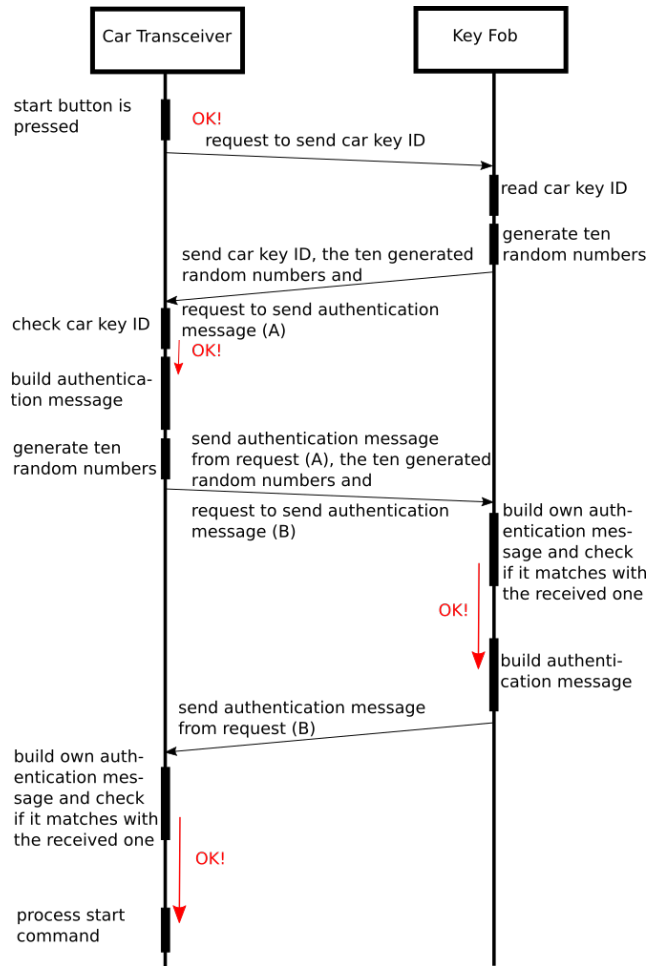 Car Transceiver
Key Fob
start button is
pressed
OK!
request to send car key ID
read car key ID
generate ten
random numbers
send car key ID, the ten generated
random numbers and
request to send authentication
message (A)
check car key ID
OK!
build authentica-
tion message
generate ten
random numbers
send authentication message
from request (A), the ten generated
random numbers and
request to send authentication
message (B)
build own auth-
entication mes-
sage and check
if it matches with
the received one
OK!
build authenti-
cation message
send authentication message
from request (B)
build own auth-
entication mes-
sage and check
if it matches with
the received one
OK!
process start
command